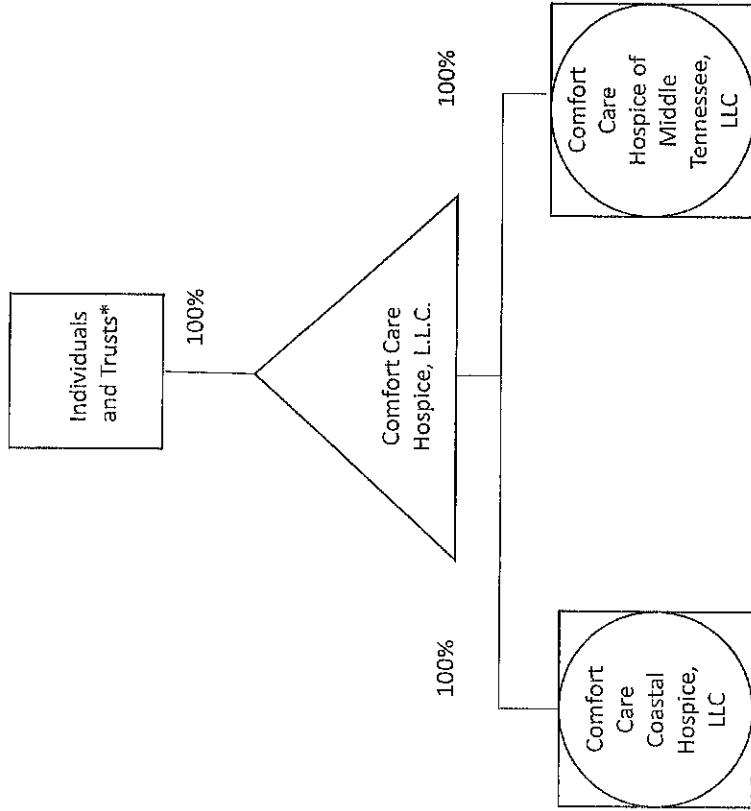 Individuals
and Trusts*
100%
Comfort Care
Hospice, L.L.C.
100%
100%
Comfort
Care
Coastal
Hospice,
LLC
Comfort
Care
Hospice of
Middle
Tennessee,
LLC